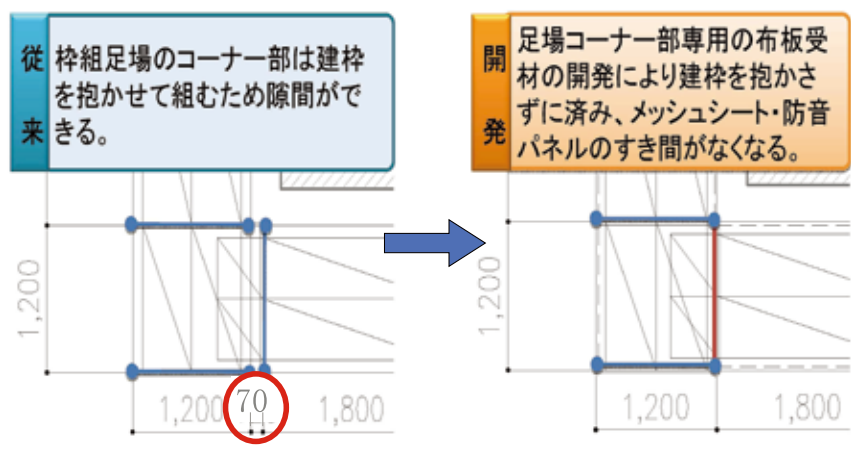 従来
枠組足場のコーナー部は建枠
を抱かせて組むため隙間がで
きる。
開発
足場コーナー部専用の布板受
材の開発により建枠を抱かさ
ずに済み、メッシュシート・防音
パネルのすき間がなくなる。
1,200
1,200
70
1,800
1,200
1,200
1,800